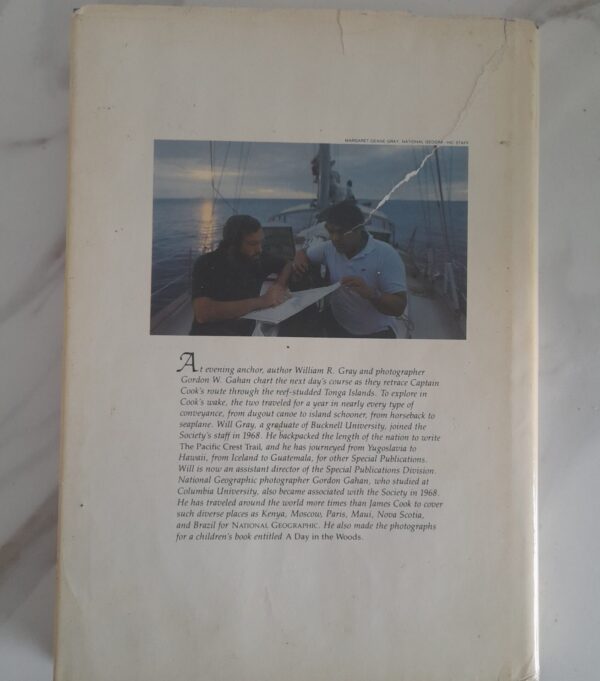 MARGARET DEANE GRAY, NATIONAL GEOGR HIC STAFF
At evening anchor, author William R. Gray and photographer
Gordon W. Gahan chart the next day's course as they retrace Captain
Cook's route through the reef-studded Tonga Islands. To explore in
Cook's wake, the two traveled for a year in nearly every type of
conveyance, from dugout canoe to island schooner, from horseback to
seaplane. Will Gray, a graduate of Bucknell University, joined the
Society's staff in 1968. He backpacked the length of the nation to write
The Pacific Crest Trail, and he has journeyed from Yugoslavia to
Hawaii, from Iceland to Guatemala, for other Special Publications.
Will is now an assistant director of the Special Publications Division.
National Geographic photographer Gordon Gahan, who studied at
Columbia University, also became associated with the Society in 1968.
He has traveled around the world more times than James Cook to cover
such diverse places as Kenya, Moscow, Paris, Maui, Nova Scotia,
and Brazil for NATIONAL GEOGRAPHIC. He also made the photographs
for a children's book entitled A Day in the Woods.